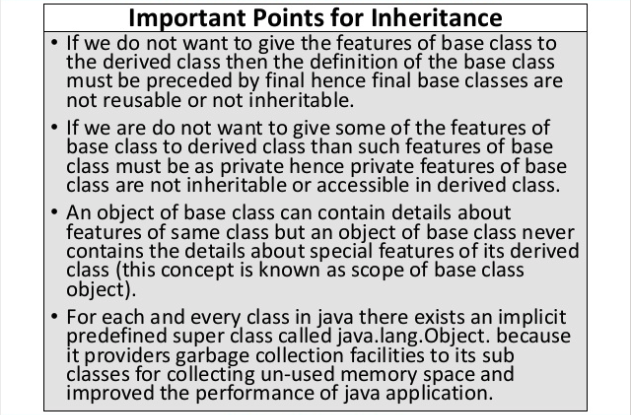 Important Points for Inheritance
• If we do not want to give the features of base class to
the derived class then the definition of the base class
must be preceded by final hence final base classes are
not reusable or not inheritable.
• If we are do not want to give some of the features of
base class to derived class than such features of base
class must be as private hence private features of base
class are not inheritable or accessible in derived class.
• An object of base class can contain details about
features of same class but an object of base class never
contains the details about special features of its derived
class (this concept is known as scope of base class
object).
• For each and every class in java there exists an implicit
predefined super class called java.lang.Object. because
it providers garbage collection facilities to its sub
classes for collecting un-used memory space and
improved the performance of java application.